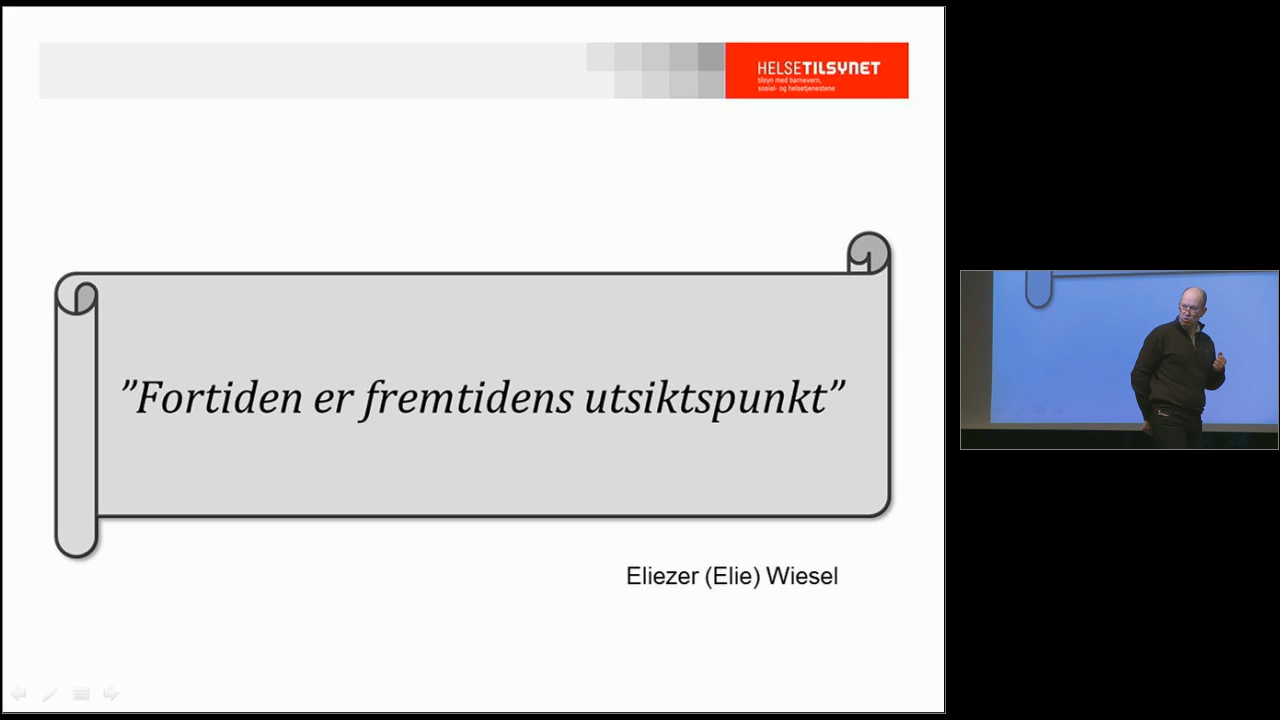 HELSETILSYNET
tilsyn med barnevern,
sosial- og helsetjenestene
”Fortiden er fremtidens utsiktspunkt”
Eliezer (Elie) Wiesel